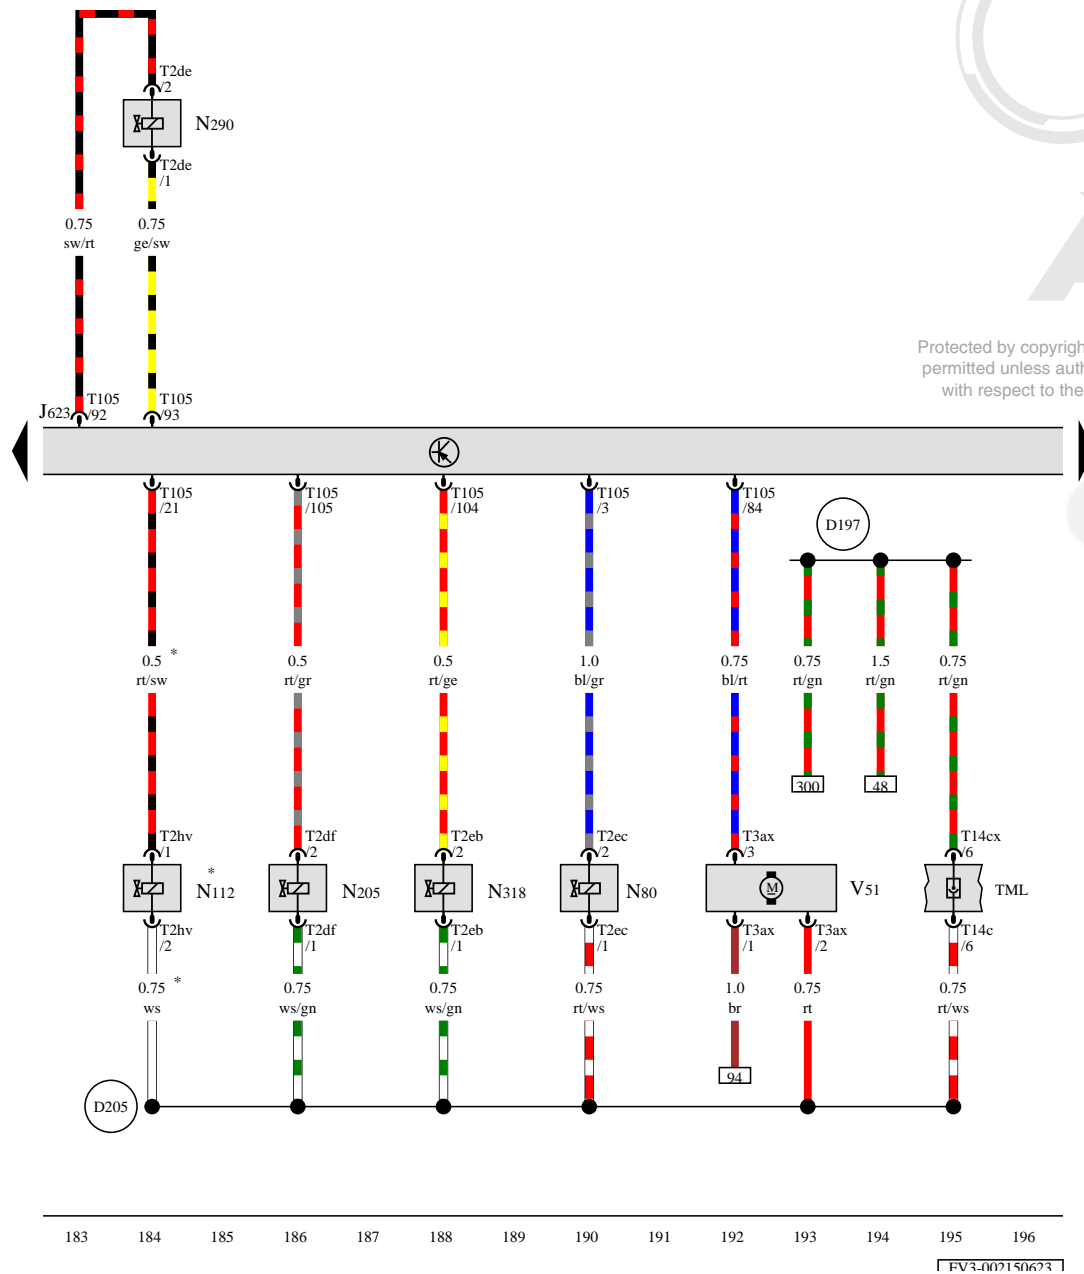 T2de
/2
N290
T2de
/1
0.75 0.75
sw/rt ge/sw
Protected by copyrigh
permitted unless auth
with respect to the
T105 T105
J623 /92 /93
T105 T105 T105 T105 T105
/21 /105 /104 /3 /84
D197
0.5 * 0.5 0.5 1.0 0.75 0.75 1.5 0.75
rt/sw rt/gr rt/ge bl/gr bl/rt rt/gn rt/gn rt/gn
300 48
T2hv T2df T2eb T2ec T3ax T14cx
/1 /2 /2 /2 /3 /6
*
N112 N205 N318 N80 V51 TML
M
T2hv T2df T2eb T2ec T3ax T3ax T14c
/2 /1 /1 /1 /1 /2 /6
0.75 * 0.75 0.75 0.75 1.0 0.75 0.75
ws ws/gn ws/gn rt/ws br rt rt/ws
94
D205
183 184 185 186 187 188 189 190 191 192 193 194 195 196
EV3-002150623